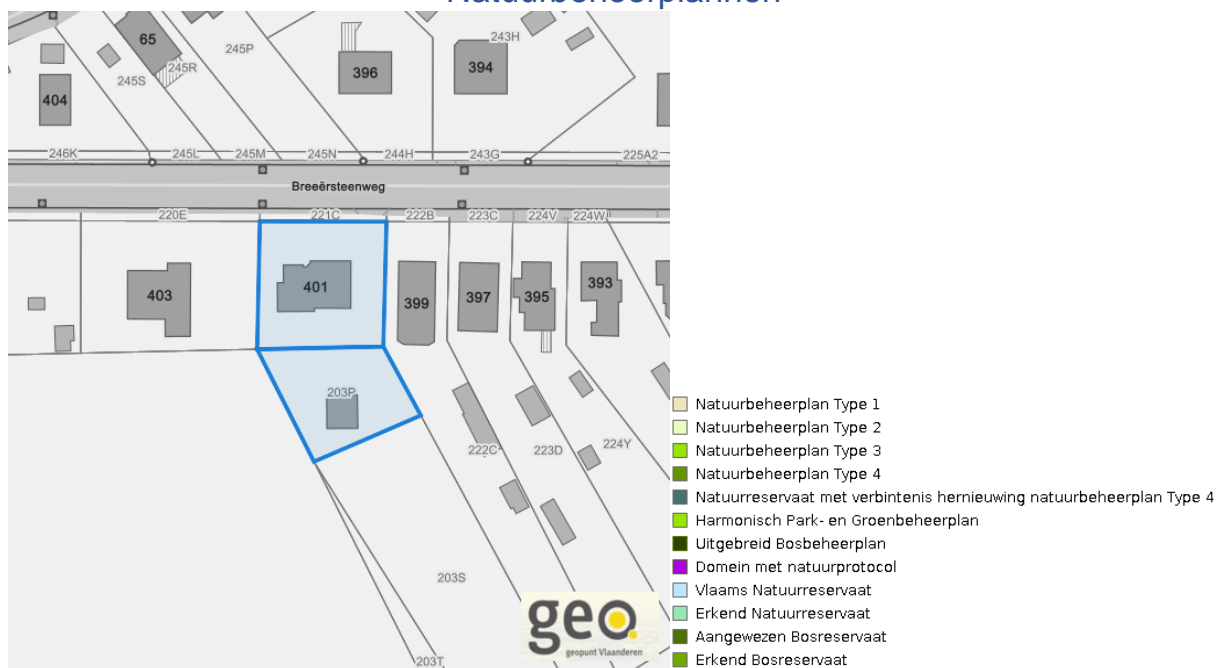 Natuurbeheerplannen
65
245P
243H
245R
245S
396
394
404
246K
245L
245M
245N
244H
243G
225A2
Breeërsteenweg
220E
221C
222B
223C
224V
224W
403
401
399
397
395
393
203P
222C
223D
224Y
203S
203T
geo
geopunt Vlaanderen
Natuurbeheerplan Type 1
Natuurbeheerplan Type 2
Natuurbeheerplan Type 3
Natuurbeheerplan Type 4
Natuurreservaat met verbintenis hernieuwing natuurbeheerplan Type 4
Harmonisch Park- en Groenbeheerplan
Uitgebreid Bosbeheerplan
Domein met natuurprotocol
Vlaams Natuurreservaat
Erkend Natuurreservaat
Aangewezen Bosreservaat
Erkend Bosreservaat